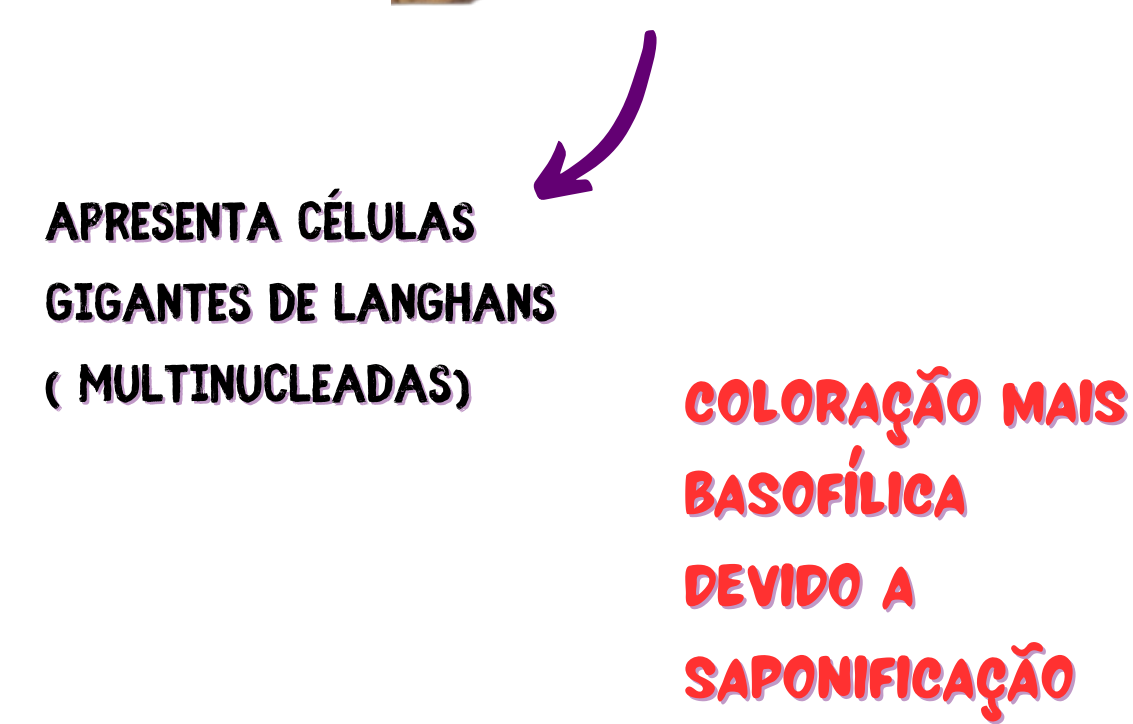 APRESENTA CÉLULAS
GIGANTES DE LANGHANS
( MULTINUCLEADAS)
COLORAÇÃO MAIS
BASOFÍLICA
DEVIDO A
SAPONIFICAÇÃO